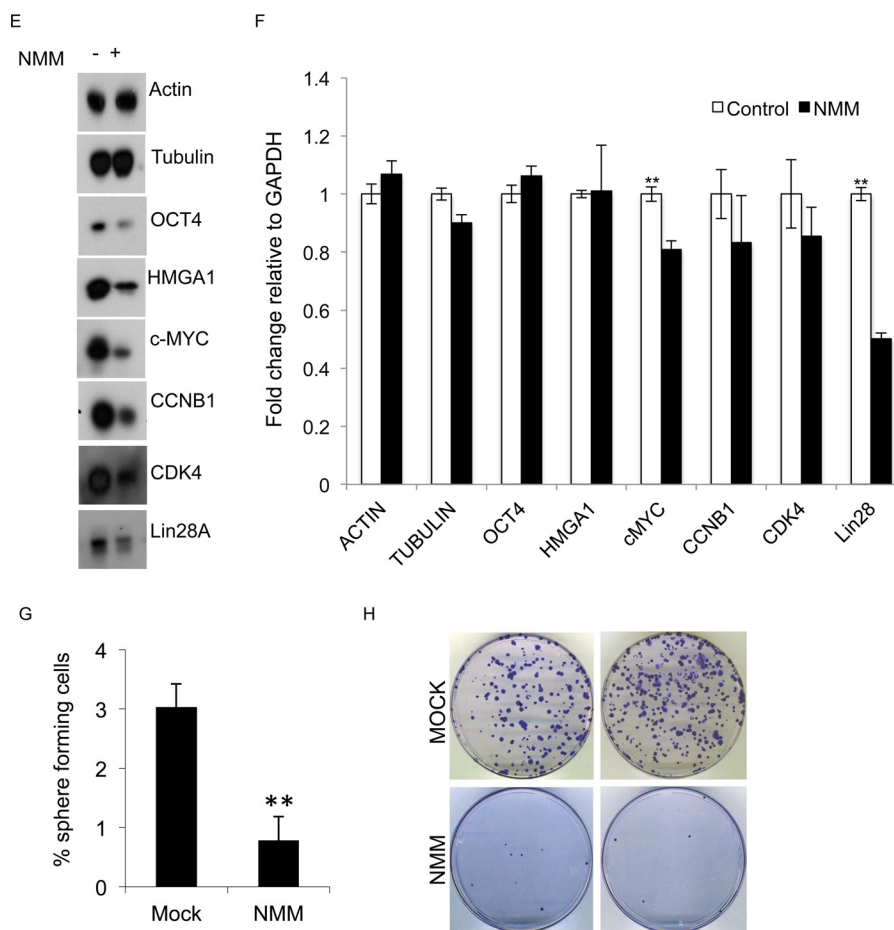 E
NMM - +
Actin
Tubulin
OCT4
HMGA1
c-MYC
CCNB1
CDK4
Lin28A
F
Fold change relative to GAPDH
1.4
1.2
1
0.8
0.6
0.4
0.2
0
Control NMM
**
**
ACTIN
TUBULIN
OCT4
HMGA1
cMYC
CCNB1
CDK4
Lin28
G
% sphere forming cells
4
3
2
1
0
**
Mock
NMM
H
MOCK
NMM